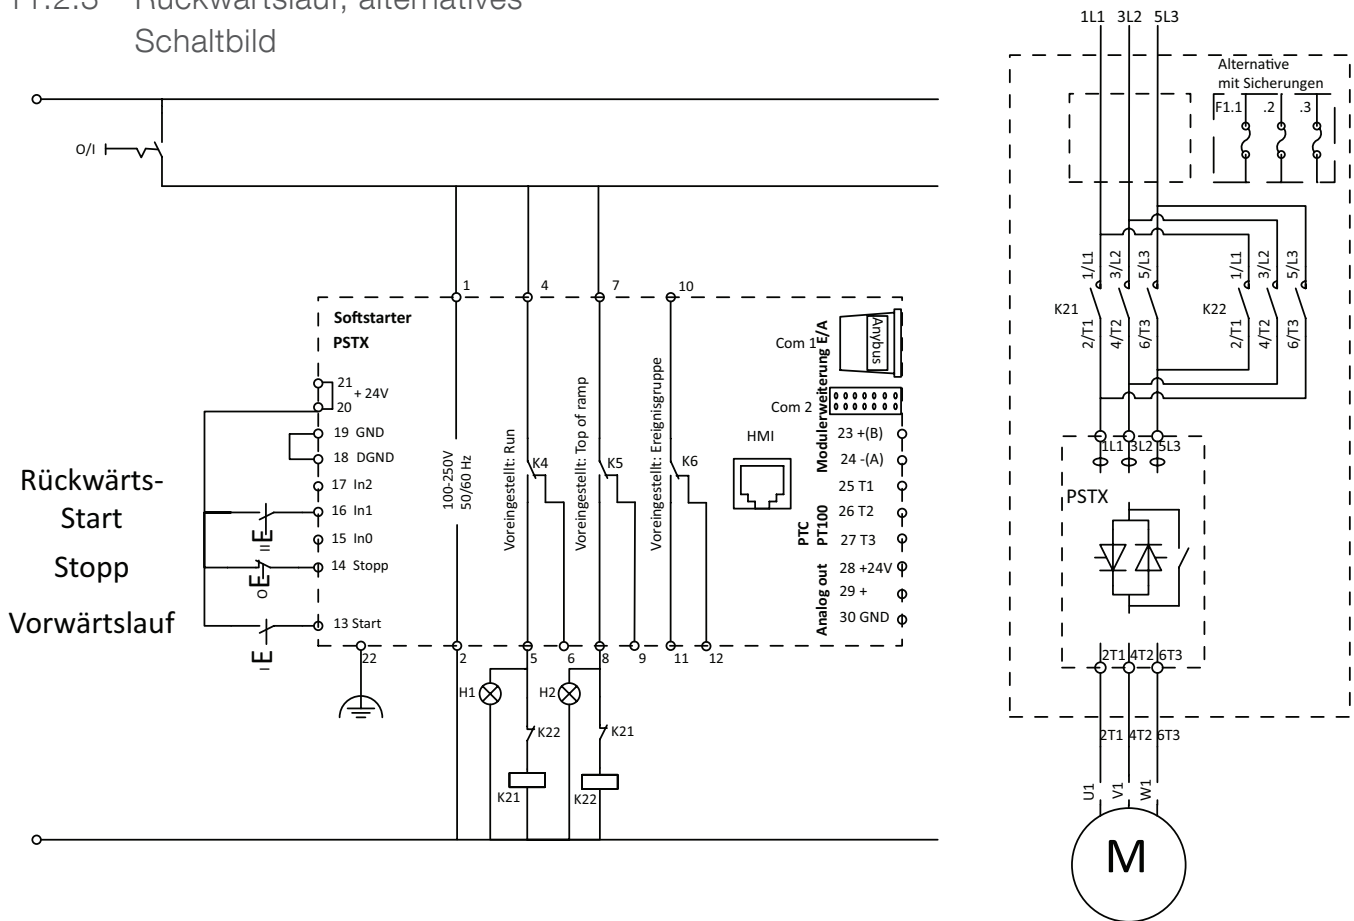 11.2.3 Rückwärtslauf, alternatives
Schaltbild
O/I
Softstarter
PSTX
1
4
7
10
21
+ 24V
20
19 GND
18 DGND
17 In2
16 In1
15 In0
14 Stopp
13 Start
22
Rückwärts-
Start
Stopp
Vorwärtslauf
II
O
I
100-250V
50/60 Hz
Voreingestellt: Run
K4
Voreingestellt: Top of ramp
K5
Voreingestellt: Ereignisgruppe
K6
HMI
Com 1
Anybus
Com 2
Modulerweiterung E/A
23 +(B)
24 -(A)
25 T1
26 T2
27 T3
PTC
PT100
28 +24V
29 +
30 GND
Analog out
2
5
6
8
9
11
12
H1
H2
K22
K21
K21
K22
1L1 3L2 5L3
Alternative
mit Sicherungen
F1.1 .2 .3
1/L1
3/L2
5/L3
K21
2/T1
4/T2
6/T3
1/L1
3/L2
5/L3
K22
2/T1
4/T2
6/T3
1L1 3L2 5L3
PSTX
2T1 4T2 6T3
2T1 4T2 6T3
U1
V1
W1
M